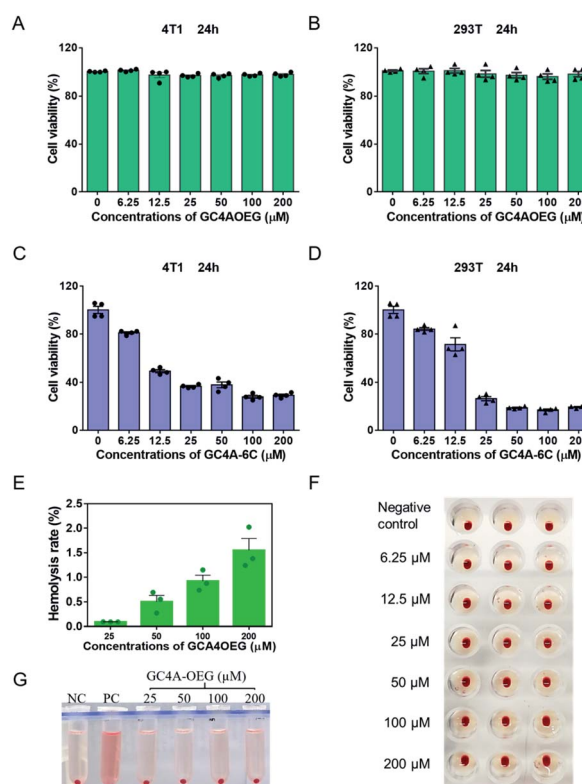 A
4T1 24h
Cell viability (%)
120
80
40
0
0 6.25 12.5 25 50 100 200
Concentrations of GC4AOEG (μM)
B
293T 24h
Cell viability (%)
120
80
40
0
0 6.25 12.5 25 50 100 200
Concentrations of GC4AOEG (μM)
C
4T1 24h
Cell viability (%)
120
80
40
0
0 6.25 12.5 25 50 100 200
Concentrations of GC4A-6C (μM)
D
293T 24h
Cell viability (%)
120
80
40
0
0 6.25 12.5 25 50 100 200
Concentrations of GC4A-6C (μM)
E
Hemolysis rate (%)
2.5
2.0
1.5
1.0
0.5
0.0
25 50 100 200
Concentrations of GCA4OEG (μM)
F
Negative
control
6.25 μM
12.5 μM
25 μM
50 μM
100 μM
200 μM
G
GC4A-OEG (μM)
NC PC 25 50 100 200